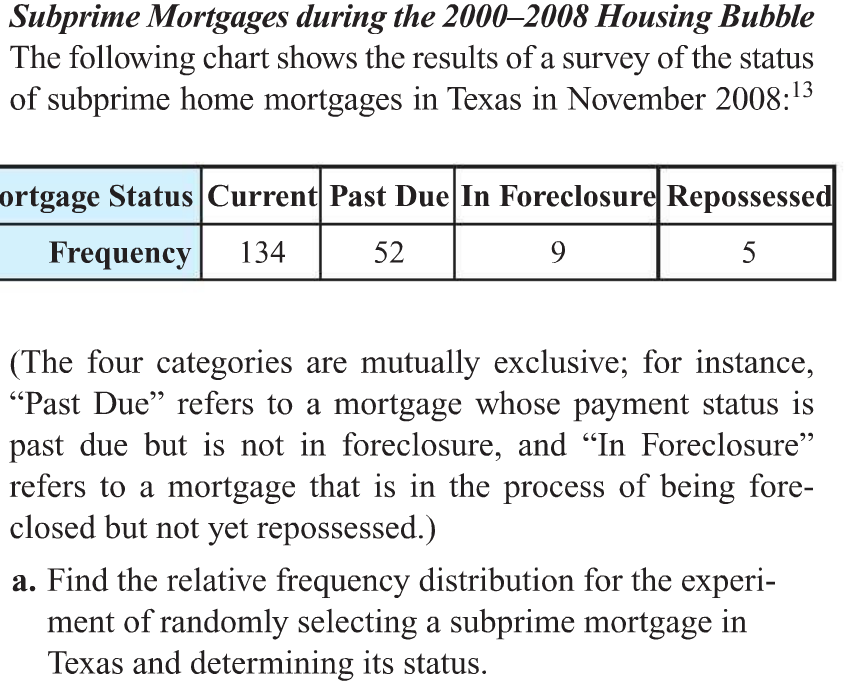 Subprime Mortgages during the 2000–2008 Housing Bubble
The following chart shows the results of a survey of the status
of subprime home mortgages in Texas in November 2008:13
ortgage Status Current Past Due In Foreclosure Repossessed
Frequency 134 52 9 5
(The four categories are mutually exclusive; for instance,
“Past Due” refers to a mortgage whose payment status is
past due but is not in foreclosure, and “In Foreclosure”
refers to a mortgage that is in the process of being fore-
closed but not yet repossessed.)
a. Find the relative frequency distribution for the experi-
ment of randomly selecting a subprime mortgage in
Texas and determining its status.